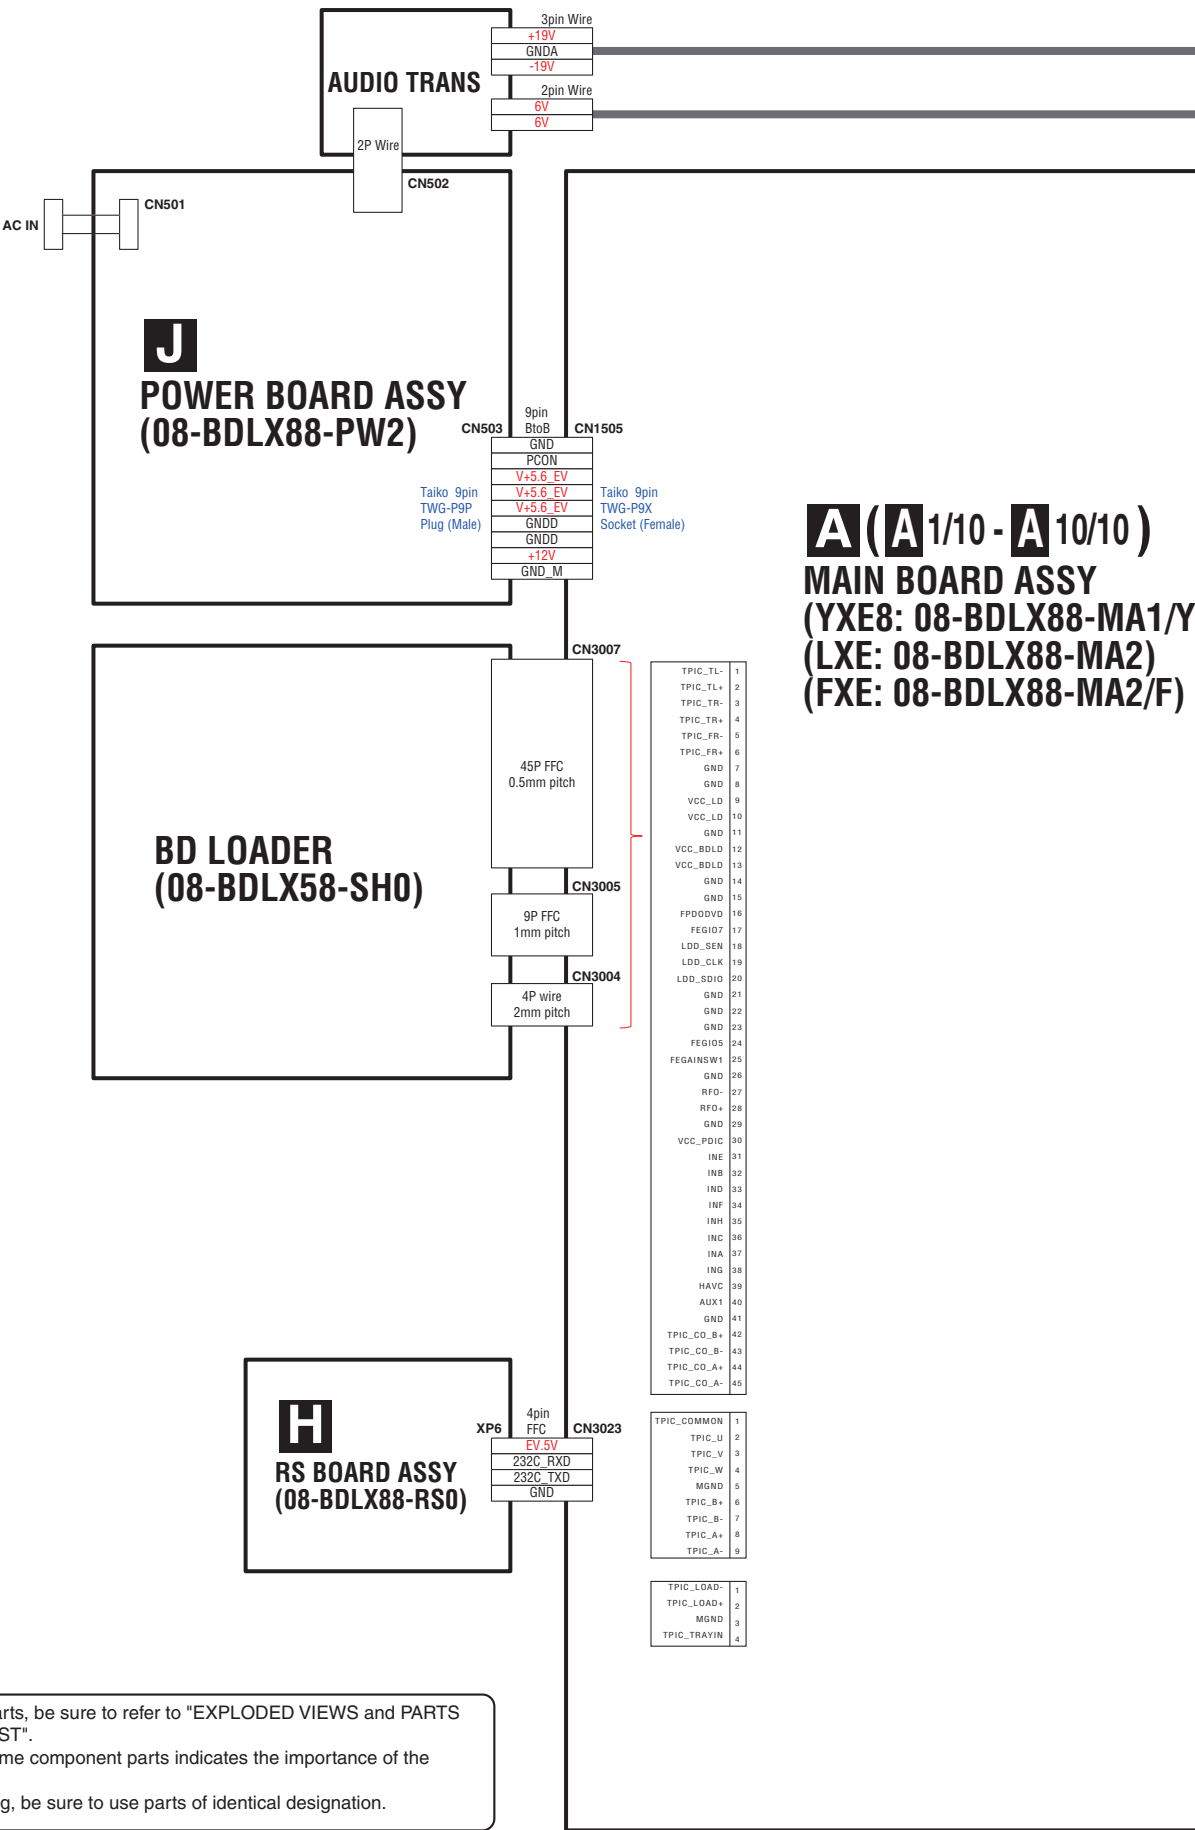 3pin Wire
+19V
GNDA
-19V
AUDIO TRANS
2pin Wire
6V
6V
2P Wire
CN502
CN501
AC IN
J
POWER BOARD ASSY
(08-BDLX88-PW2)
9pin
CN503 BtoB CN1505
GND
PCON
V+5.6_EV
V+5.6_EV
V+5.6_EV
GNDD
GNDD
+12V
GND_M
Taiko 9pin
TWG-P9P
Plug (Male)
Taiko 9pin
TWG-P9X
Socket (Female)
A ( A 1/10 - A 10/10 )
MAIN BOARD ASSY
(YXE8: 08-BDLX88-MA1/Y
(LXE: 08-BDLX88-MA2)
(FXE: 08-BDLX88-MA2/F)
CN3007
45P FFC
0.5mm pitch
BD LOADER
(08-BDLX58-SH0)
CN3005
9P FFC
1mm pitch
CN3004
4P wire
2mm pitch
TPIC_TL- 1
TPIC_TL+ 2
TPIC_TR- 3
TPIC_TR+ 4
TPIC_FR- 5
TPIC_FR+ 6
GND 7
GND 8
VCC_LD 9
VCC_LD 10
GND 11
VCC_BDLD 12
VCC_BDLD 13
GND 14
GND 15
FPDODVD 16
FEGIO7 17
LDD_SEN 18
LDD_CLK 19
LDD_SDIO 20
GND 21
GND 22
GND 23
FEGIO5 24
FEGAINSW1 25
GND 26
RFO- 27
RFO+ 28
GND 29
VCC_PDIC 30
INE 31
INB 32
IND 33
INF 34
INH 35
INC 36
INA 37
ING 38
HAVC 39
AUX1 40
GND 41
TPIC_CO_B+ 42
TPIC_CO_B- 43
TPIC_CO_A+ 44
TPIC_CO_A- 45
H
RS BOARD ASSY
(08-BDLX88-RS0)
4pin
XP6 FFC CN3023
EV.5V
232C_RXD
232C_TXD
GND
TPIC_COMMON 1
TPIC_U 2
TPIC_V 3
TPIC_W 4
MGND 5
TPIC_B+ 6
TPIC_B- 7
TPIC_A+ 8
TPIC_A- 9
TPIC_LOAD- 1
TPIC_LOAD+ 2
MGND 3
TPIC_TRAYIN 4
arts, be sure to refer to "EXPLODED VIEWS and PARTS
ST".
me component parts indicates the importance of the
g, be sure to use parts of identical designation.